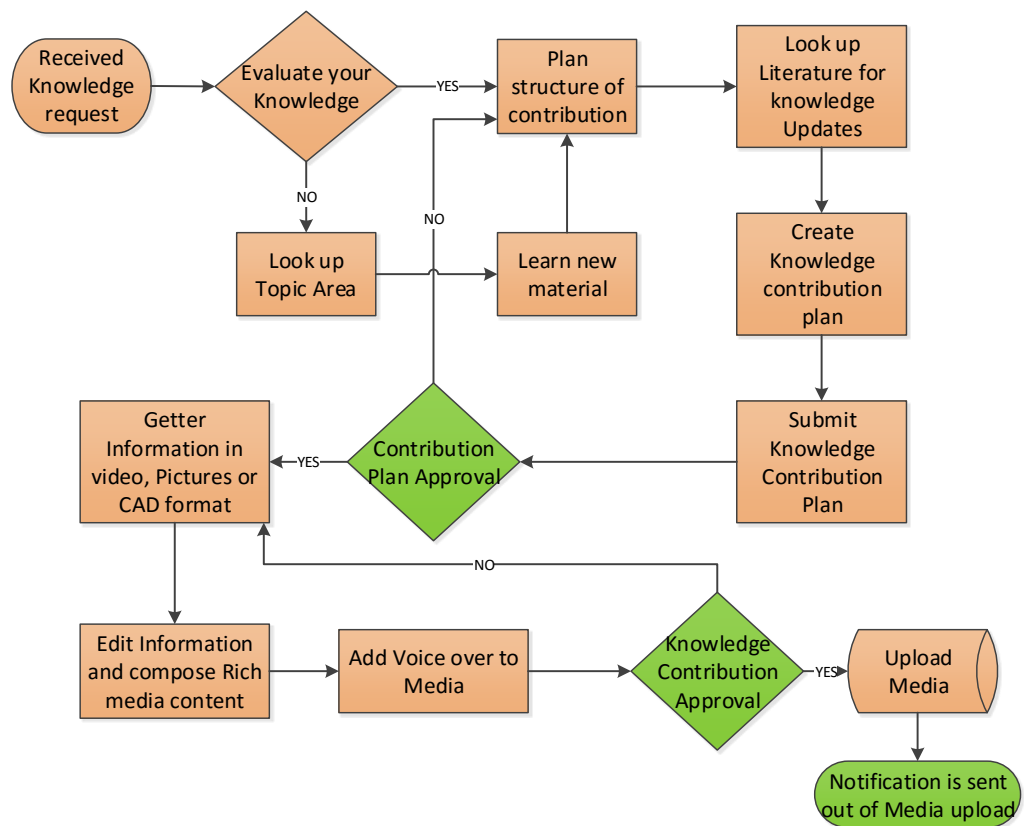 Received
Knowledge
request
Evaluate your
Knowledge
YES
Plan
structure of
contribution
Look up
Literature for
knowledge
Updates
NO
NO
Look up
Topic Area
Learn new
material
Create
Knowledge
contribution
plan
Getter
Information in
video, Pictures or
CAD format
YES
Contribution
Plan Approval
Submit
Knowledge
Contribution
Plan
NO
Edit Information
and compose Rich
media content
Add Voice over to
Media
Knowledge
Contribution
Approval
YES
Upload
Media
Notification is sent
out of Media upload